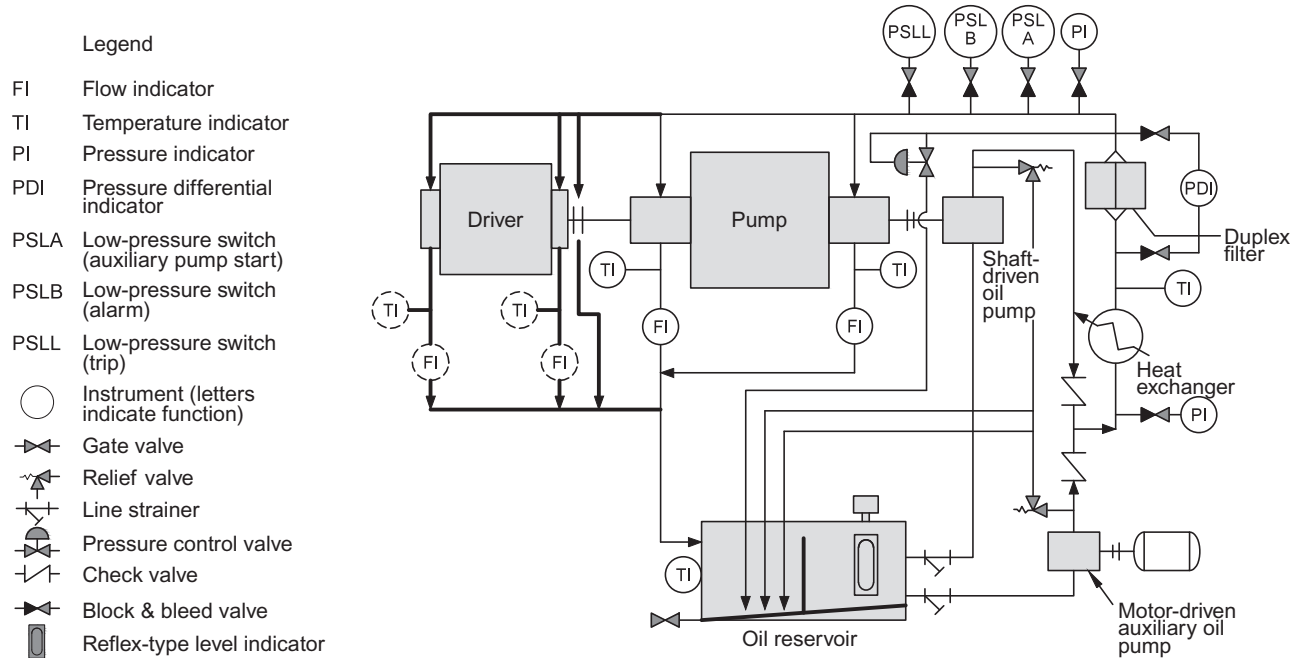 Legend
FI Flow indicator
TI Temperature indicator
PI Pressure indicator
PDI Pressure differential
indicator
PSLA Low-pressure switch
(auxiliary pump start)
PSLB Low-pressure switch
(alarm)
PSLL Low-pressure switch
(trip)
Instrument (letters
indicate function)
Gate valve
Relief valve
Line strainer
Pressure control valve
Check valve
Block & bleed valve
Reflex-type level indicator
PSLL
PSL
B
PSL
A
PI
Driver
Pump
PDI
Duplex
filter
Shaft-
driven
oil
pump
TI
TI
TI
TI
TI
FI
FI
FI
FI
Heat
exchanger
PI
TI
Oil reservoir
Motor-driven
auxiliary oil
pump